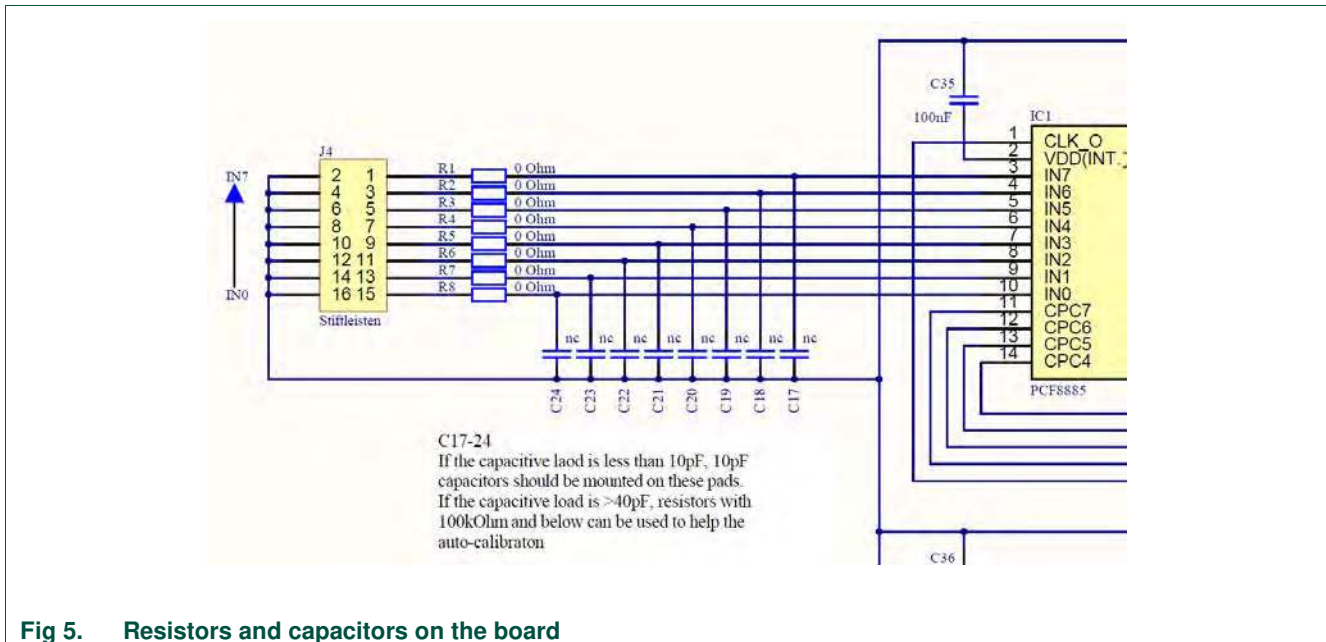 C35
100nF
IC1
J4
IN7
IN0
2 1
4 3
6 5
8 7
10 9
12 11
14 13
16 15
Stiftleisten
R1 0 Ohm
R2 0 Ohm
R3 0 Ohm
R4 0 Ohm
R5 0 Ohm
R6 0 Ohm
R7 0 Ohm
R8 0 Ohm
1 CLK_O
2 VDD(INT.
3 IN7
4 IN6
5 IN5
6 IN4
7 IN3
8 IN2
9 IN1
10 IN0
11 CPC7
12 CPC6
13 CPC5
14 CPC4
PCF8885
nc nc nc nc nc nc nc nc
C24 C23 C22 C21 C20 C19 C18 C17
C17-24
If the capacitive laod is less than 10pF, 10pF
capacitors should be mounted on these pads.
If the capacitive load is >40pF, resistors with
100kOhm and below can be used to help the
auto-calibraton
C36
Fig 5. Resistors and capacitors on the board